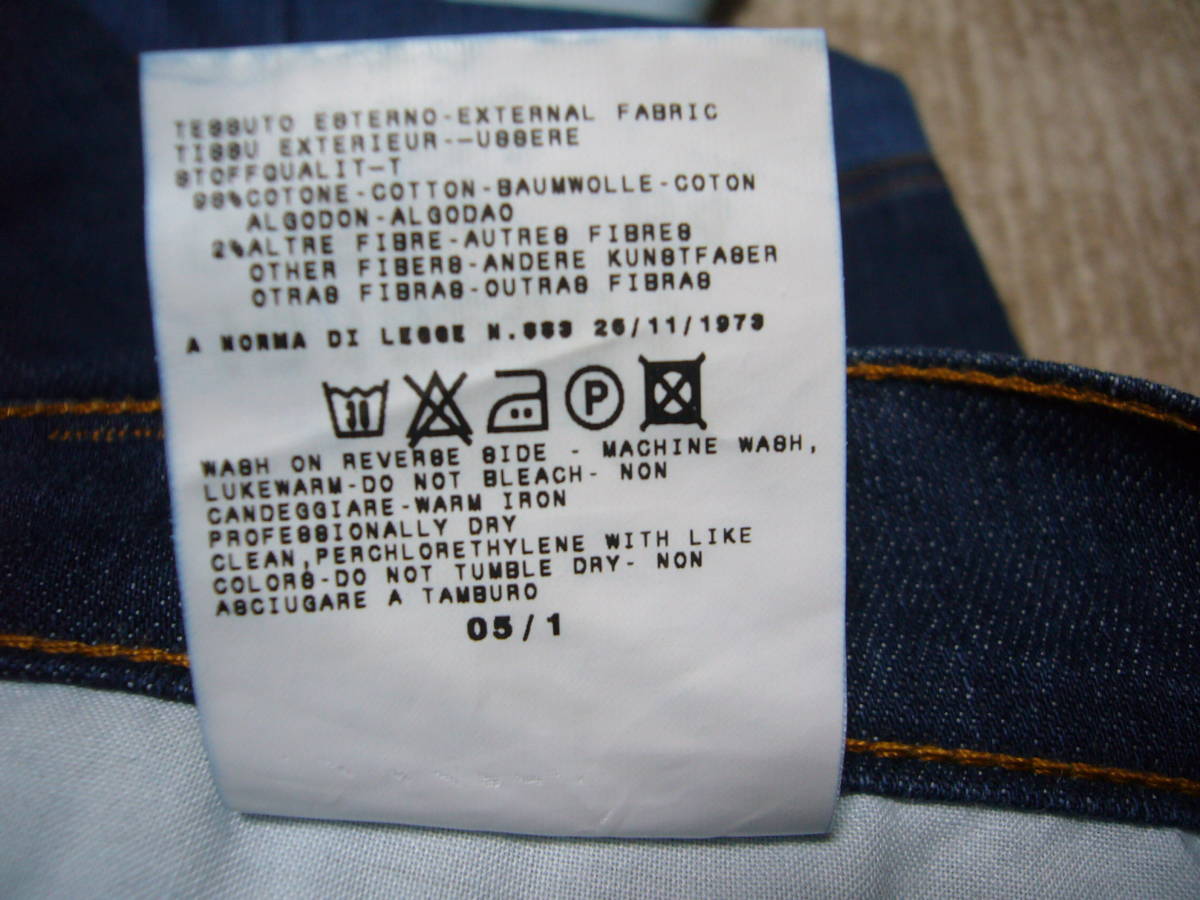 TESSUTO ESTERNO-EXTERNAL FABRIC
TISSU EXTERIEUR--USSERE
STOFFQUALIT-T
98%COTONE-COTTON-BAUMWOLLE-COTON
ALGODON-ALGODAO
2%ALTRE FIBRE-AUTRES FIBRES
OTHER FIBERS-ANDERE KUNSTFASER
OTRAS FIBRAS-OUTRAS FIBRAS
A NORMA DI LEGGE N.883 26/11/1973
30 P
WASH ON REVERSE SIDE - MACHINE WASH,
LUKEWARM-DO NOT BLEACH- NON
CANDEGGIARE-WARM IRON
PROFESSIONALLY DRY
CLEAN,PERCHLORETHYLENE WITH LIKE
COLORS-DO NOT TUMBLE DRY- NON
ASCIUGARE A TAMBURO
05/1